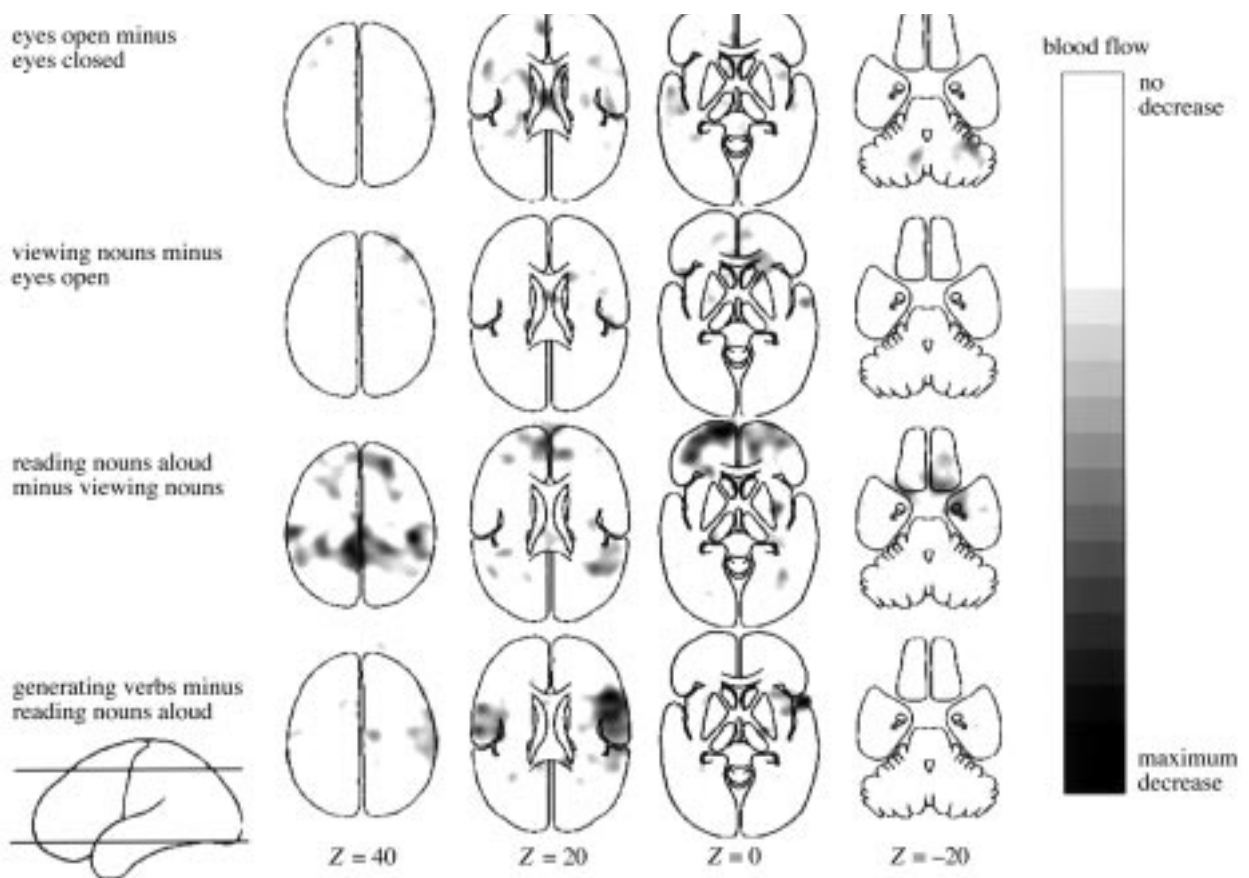 eyes open minus
eyes closed
blood flow
no
decrease
viewing nouns minus
eyes open
reading nouns aloud
minus viewing nouns
generating verbs minus
reading nouns aloud
maximum
decrease
Z = 40
Z = 20
Z = 0
Z = –20